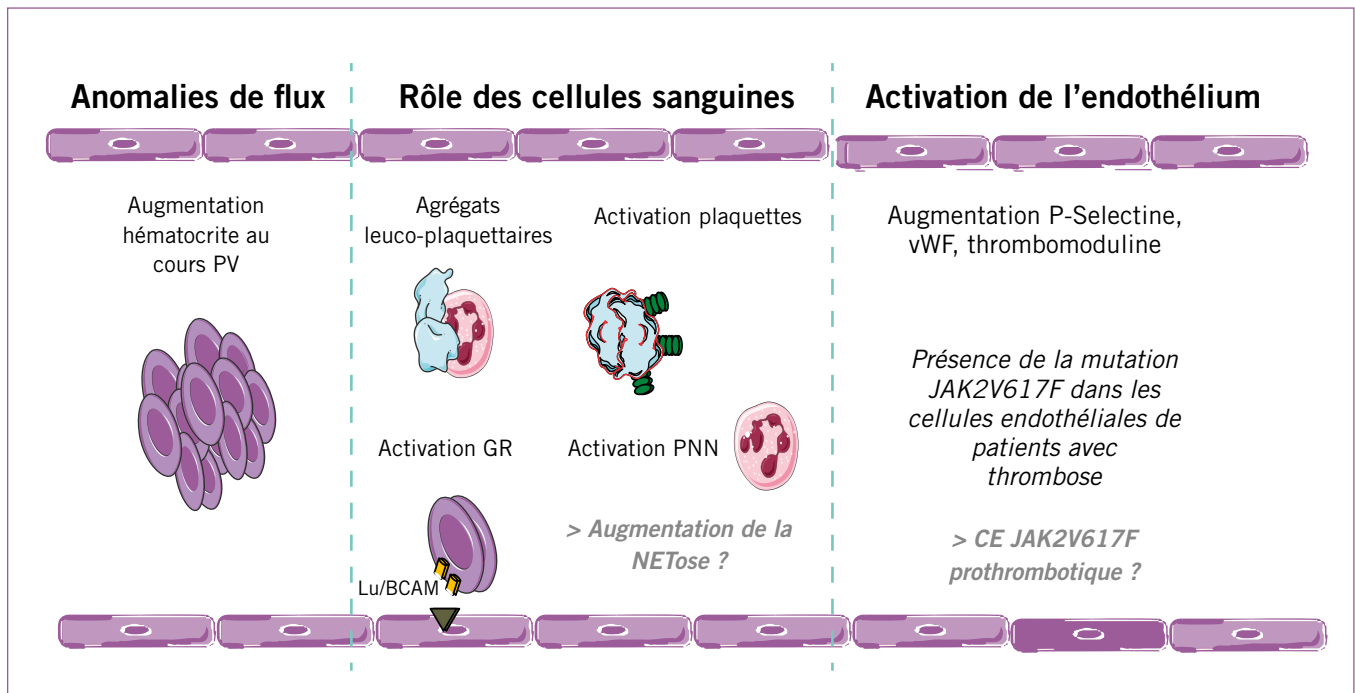 Anomalies de flux
Augmentation
hématocrite au
cours PV
Rôle des cellules sanguines
Agrégats
leuco-plaquettaires
Activation plaquettes
Activation GR
Activation PNN
> Augmentation de la
NETose ?
Lu/BCAM
Activation de l'endothélium
Augmentation P-Selectine,
vWF, thrombomoduline
Présence de la mutation
JAK2V617F dans les
cellules endothéliales de
patients avec
thrombose
> CE JAK2V617F
prothrombotique ?